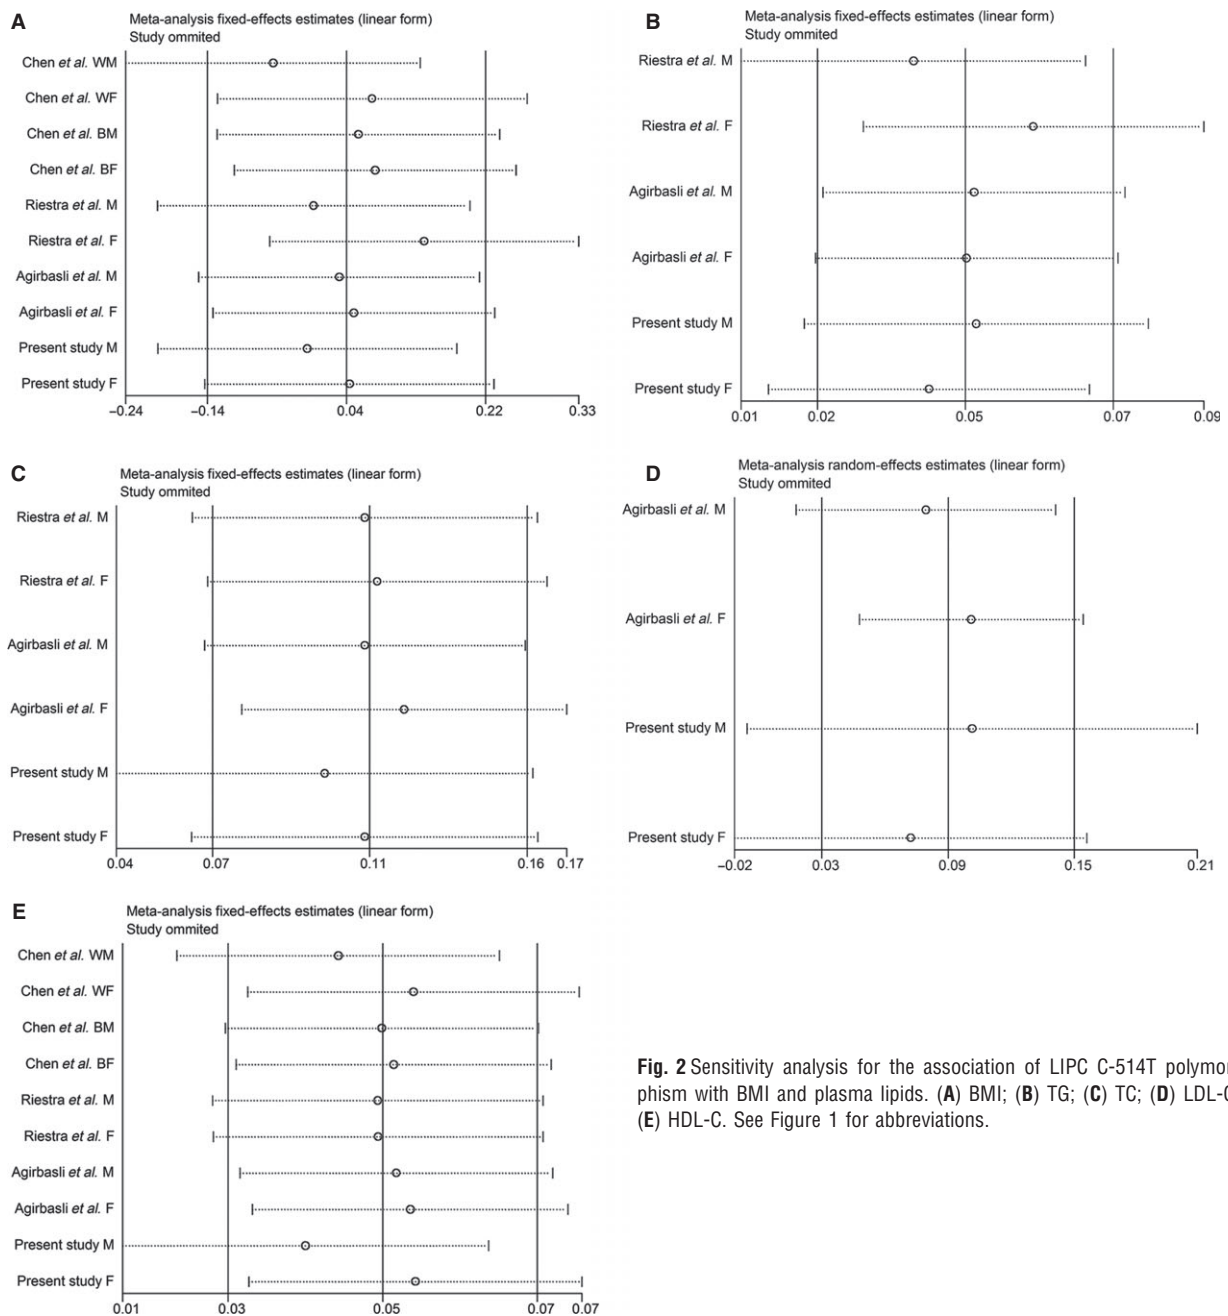 A
Meta-analysis fixed-effects estimates (linear form)
Study ommited
Chen et al. WM
Chen et al. WF
Chen et al. BM
Chen et al. BF
Riestra et al. M
Riestra et al. F
Agirbasli et al. M
Agirbasli et al. F
Present study M
Present study F
−0.24 −0.14 0.04 0.22 0.33
B
Meta-analysis fixed-effects estimates (linear form)
Study ommited
Riestra et al. M
Riestra et al. F
Agirbasli et al. M
Agirbasli et al. F
Present study M
Present study F
0.01 0.02 0.05 0.07 0.09
C
Meta-analysis fixed-effects estimates (linear form)
Study ommited
Riestra et al. M
Riestra et al. F
Agirbasli et al. M
Agirbasli et al. F
Present study M
Present study F
0.04 0.07 0.11 0.16 0.17
D
Meta-analysis random-effects estimates (linear form)
Study ommited
Agirbasli et al. M
Agirbasli et al. F
Present study M
Present study F
−0.02 0.03 0.09 0.15 0.21
E
Meta-analysis fixed-effects estimates (linear form)
Study ommited
Chen et al. WM
Chen et al. WF
Chen et al. BM
Chen et al. BF
Riestra et al. M
Riestra et al. F
Agirbasli et al. M
Agirbasli et al. F
Present study M
Present study F
0.01 0.03 0.05 0.07 0.07
Fig. 2 Sensitivity analysis for the association of LIPC C-514T polymor
phism with BMI and plasma lipids. (A) BMI; (B) TG; (C) TC; (D) LDL-C
(E) HDL-C. See Figure 1 for abbreviations.